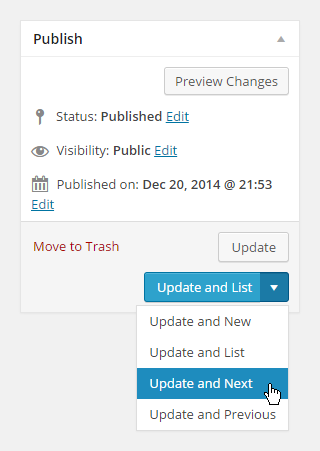 Publish
Preview Changes
Status: Published Edit
Visibility: Public Edit
Published on: Dec 20, 2014 @ 21:53
Edit
Move to Trash Update
Update and List
Update and New
Update and List
Update and Next
Update and Previous